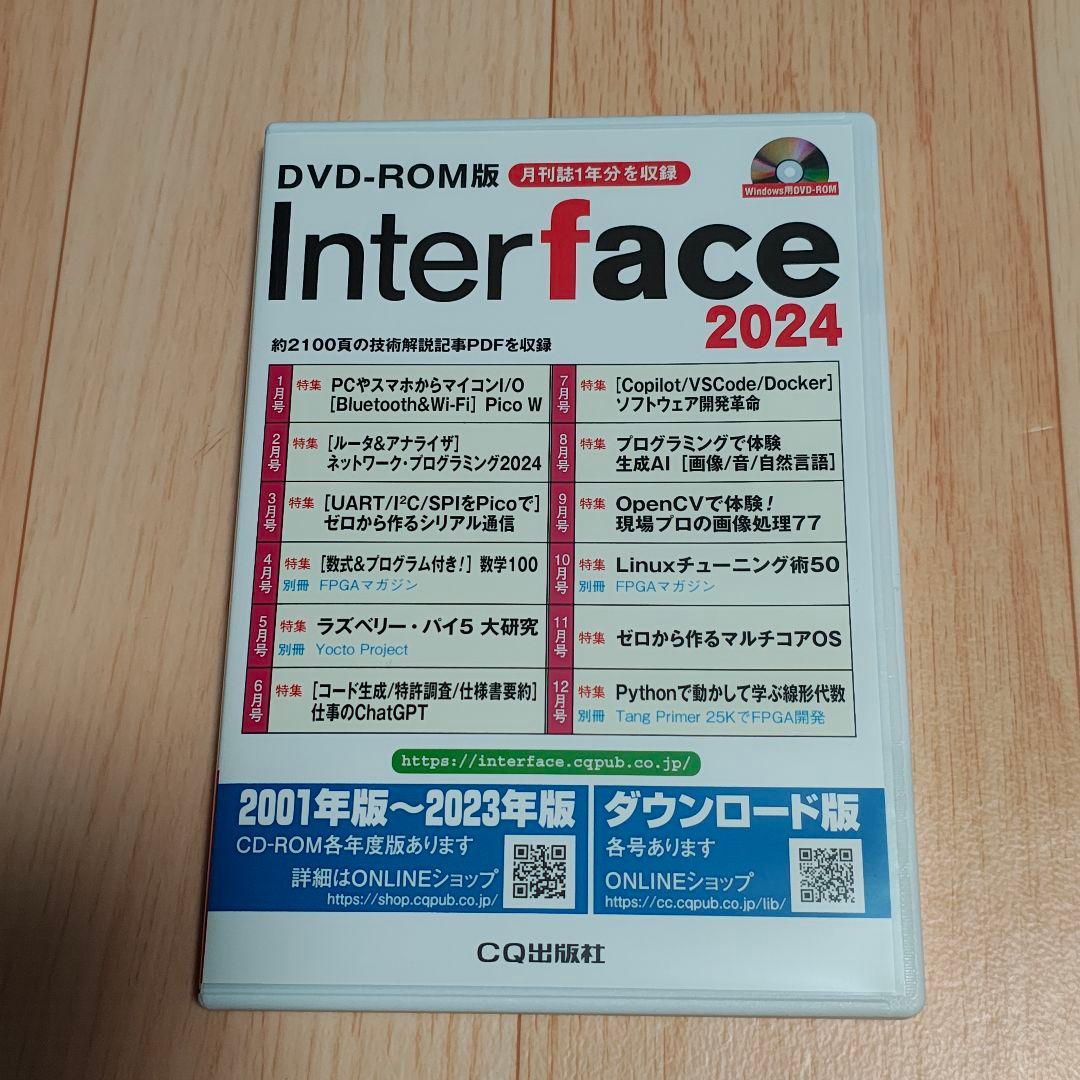 DVD-ROM版 月刊誌1年分を収録
Windows用DVD-ROM
Interface
2024
約2100頁の技術解説記事PDFを収録
1月号 特集 PCやスマホからマイコンI/O
[Bluetooth&Wi-Fi] Pico W
2月号 特集 [ルータ&アナライザ]
ネットワーク・プログラミング2024
3月号 特集 [UART/I²C/SPIをPicoで]
ゼロから作るシリアル通信
4月号 特集 [数式&プログラム付き!] 数学100
別冊 FPGAマガジン
5月号 特集 ラズベリー・パイ5 大研究
別冊 Yocto Project
6月号 特集 [コード生成/特許調査/仕様書要約]
仕事のChatGPT
7月号 特集 [Copilot/VSCode/Docker]
ソフトウェア開発革命
8月号 特集 プログラミングで体験
生成AI [画像/音/自然言語]
9月号 特集 OpenCVで体験!
現場プロの画像処理77
10月号 特集 Linuxチューニング術50
別冊 FPGAマガジン
11月号 特集 ゼロから作るマルチコアOS
12月号 特集 Pythonで動かして学ぶ線形代数
別冊 Tang Primer 25KでFPGA開発
https://interface.cqpub.co.jp/
2001年版〜2023年版
CD-ROM各年度版あります
詳細はONLINEショップ
https://shop.cqpub.co.jp/
ダウンロード版
各号あります
ONLINEショップ
https://cc.cqpub.co.jp/lib/
CQ出版社